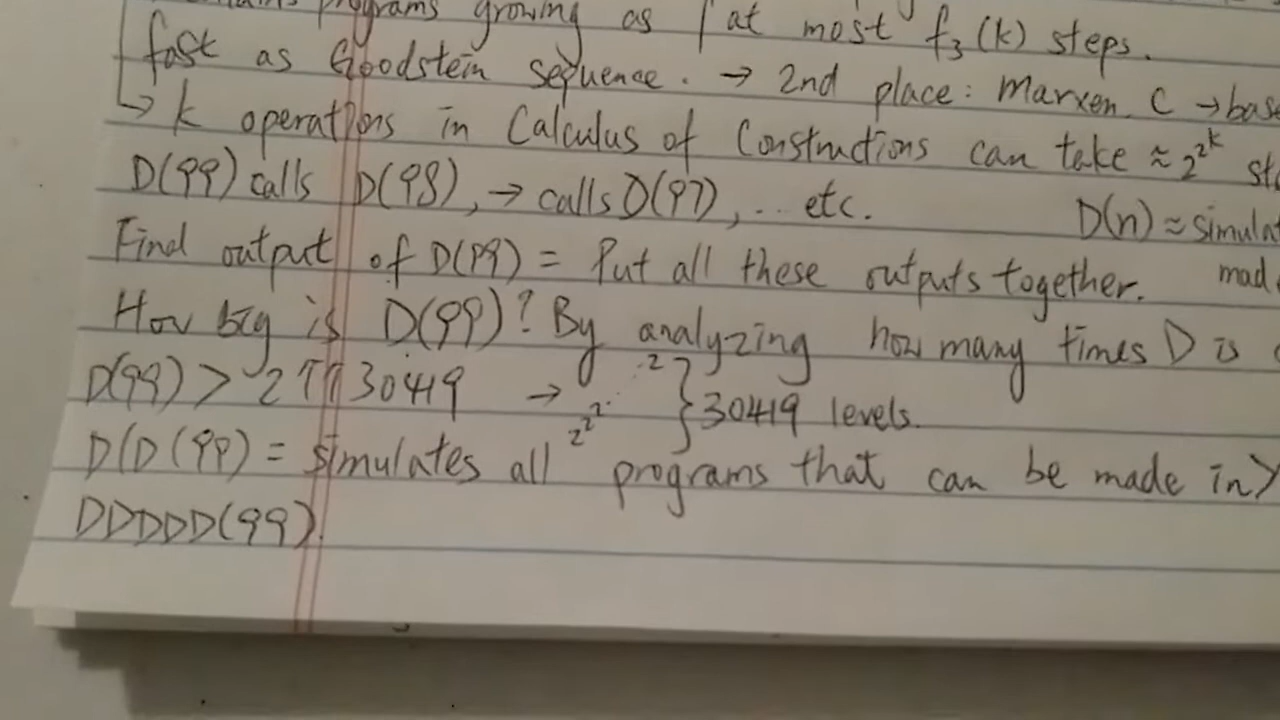 programs growing as at most f₃(k) steps.
fast as Goodstein sequence. → 2nd place: Marxen. C → base
↳ k operations in Calculus of Constructions can take ≈ 2^2^k st
D(99) calls D(98), → calls D(97), ... etc. D(n) ≈ simulat
Find output of D(99) = Put all these outputs together. mad
How big is D(99)? By analyzing how many times D is
D(99) > 2↑↑30419 → 2^2^2^...^2 } 30419 levels.
D(D(99) = simulates all programs that can be made in
DDDDD(99).